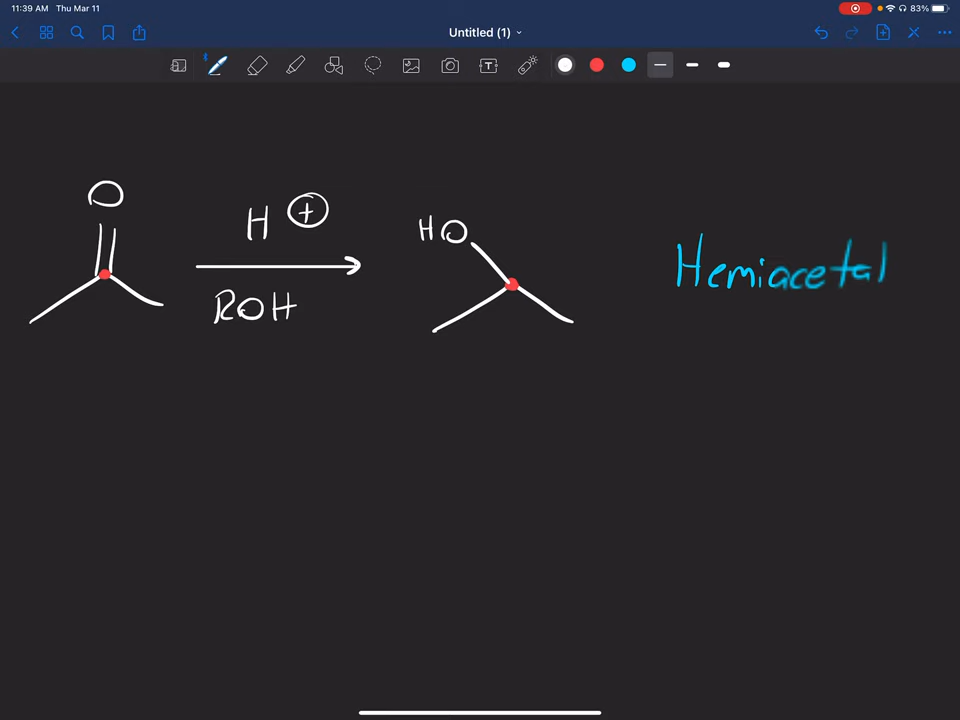 11:39 AM Thu Mar 11
83%
Untitled (1)
T
O
H +
ROH
HO
Hemiacetal